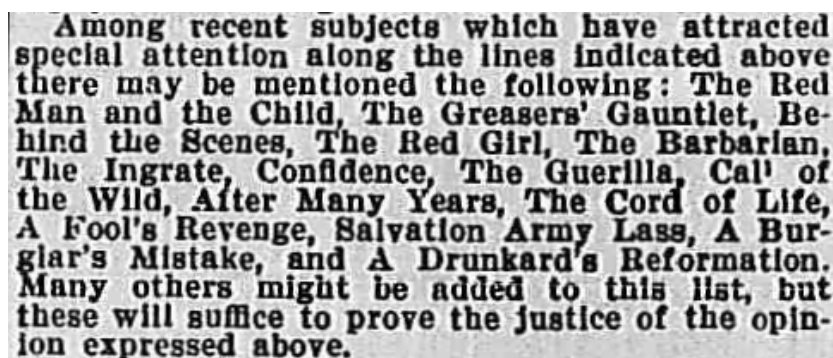 Among recent subjects which have attracted
special attention along the lines indicated above
there may be mentioned the following: The Red
Man and the Child, The Greasers' Gauntlet, Be-
hind the Scenes, The Red Girl, The Barbarian,
The Ingrate, Confidence, The Guerilla, Call of
the Wild, After Many Years, The Cord of Life,
A Fool's Revenge, Salvation Army Lass, A Bur-
glar's Mistake, and A Drunkard's Reformation.
Many others might be added to this list, but
these will suffice to prove the justice of the opin-
ion expressed above.